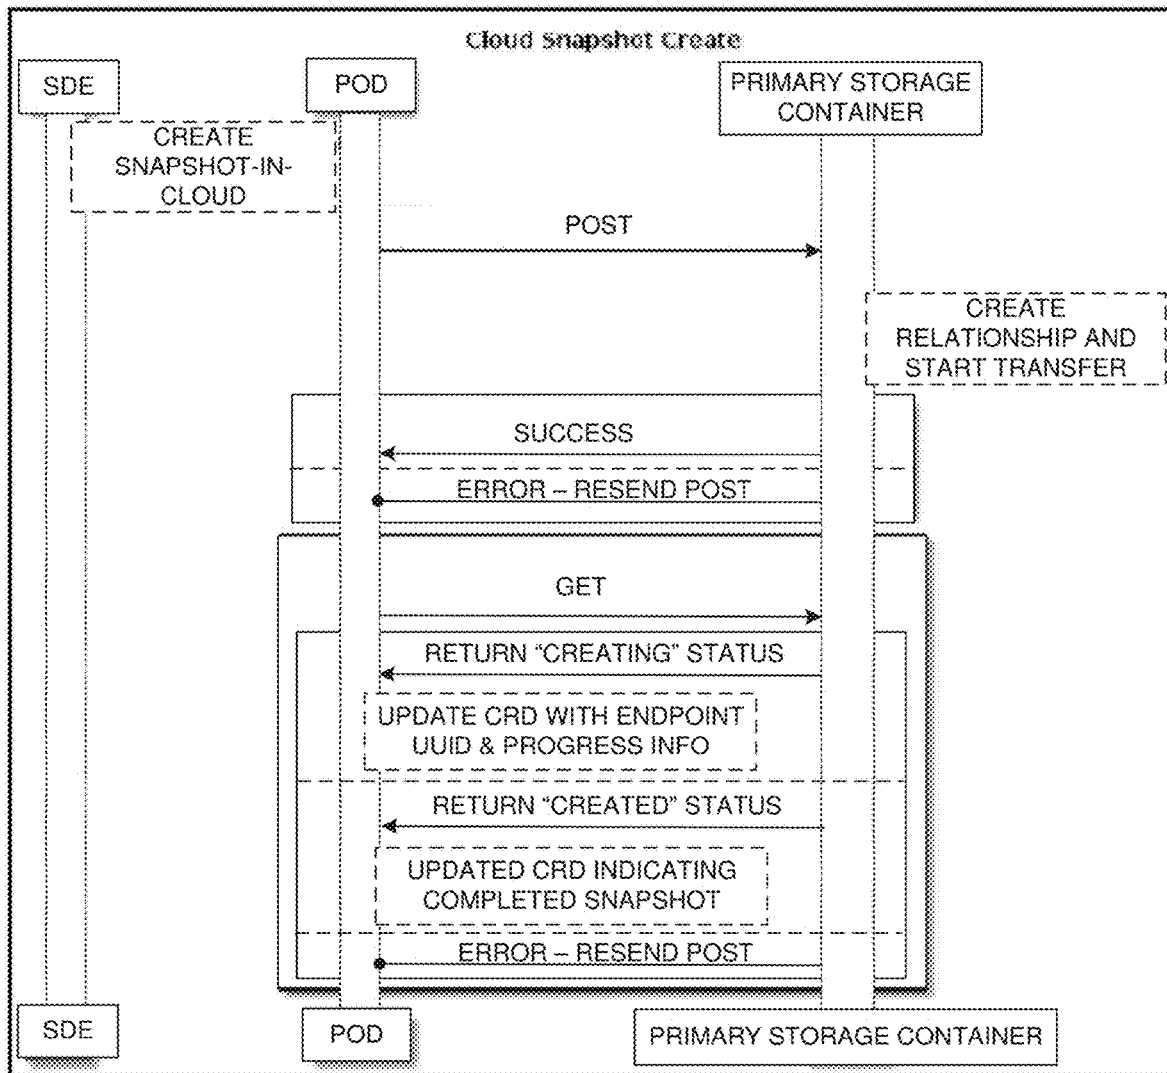 Cloud Snapshot Create
SDE
POD
PRIMARY STORAGE
CONTAINER
CREATE
SNAPSHOT-IN-
CLOUD
POST
CREATE
RELATIONSHIP AND
START TRANSFER
SUCCESS
ERROR – RESEND POST
GET
RETURN “CREATING” STATUS
UPDATE CRD WITH ENDPOINT
UUID & PROGRESS INFO
RETURN “CREATED” STATUS
UPDATED CRD INDICATING
COMPLETED SNAPSHOT
ERROR – RESEND POST
SDE
POD
PRIMARY STORAGE CONTAINER